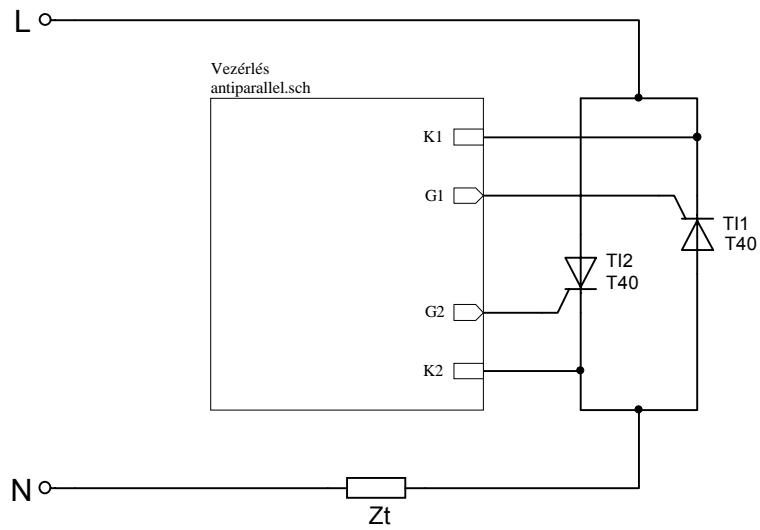 L
Vezérlés
antiparallel.sch
K1
G1
TI1
T40
TI2
T40
G2
K2
N
Zt